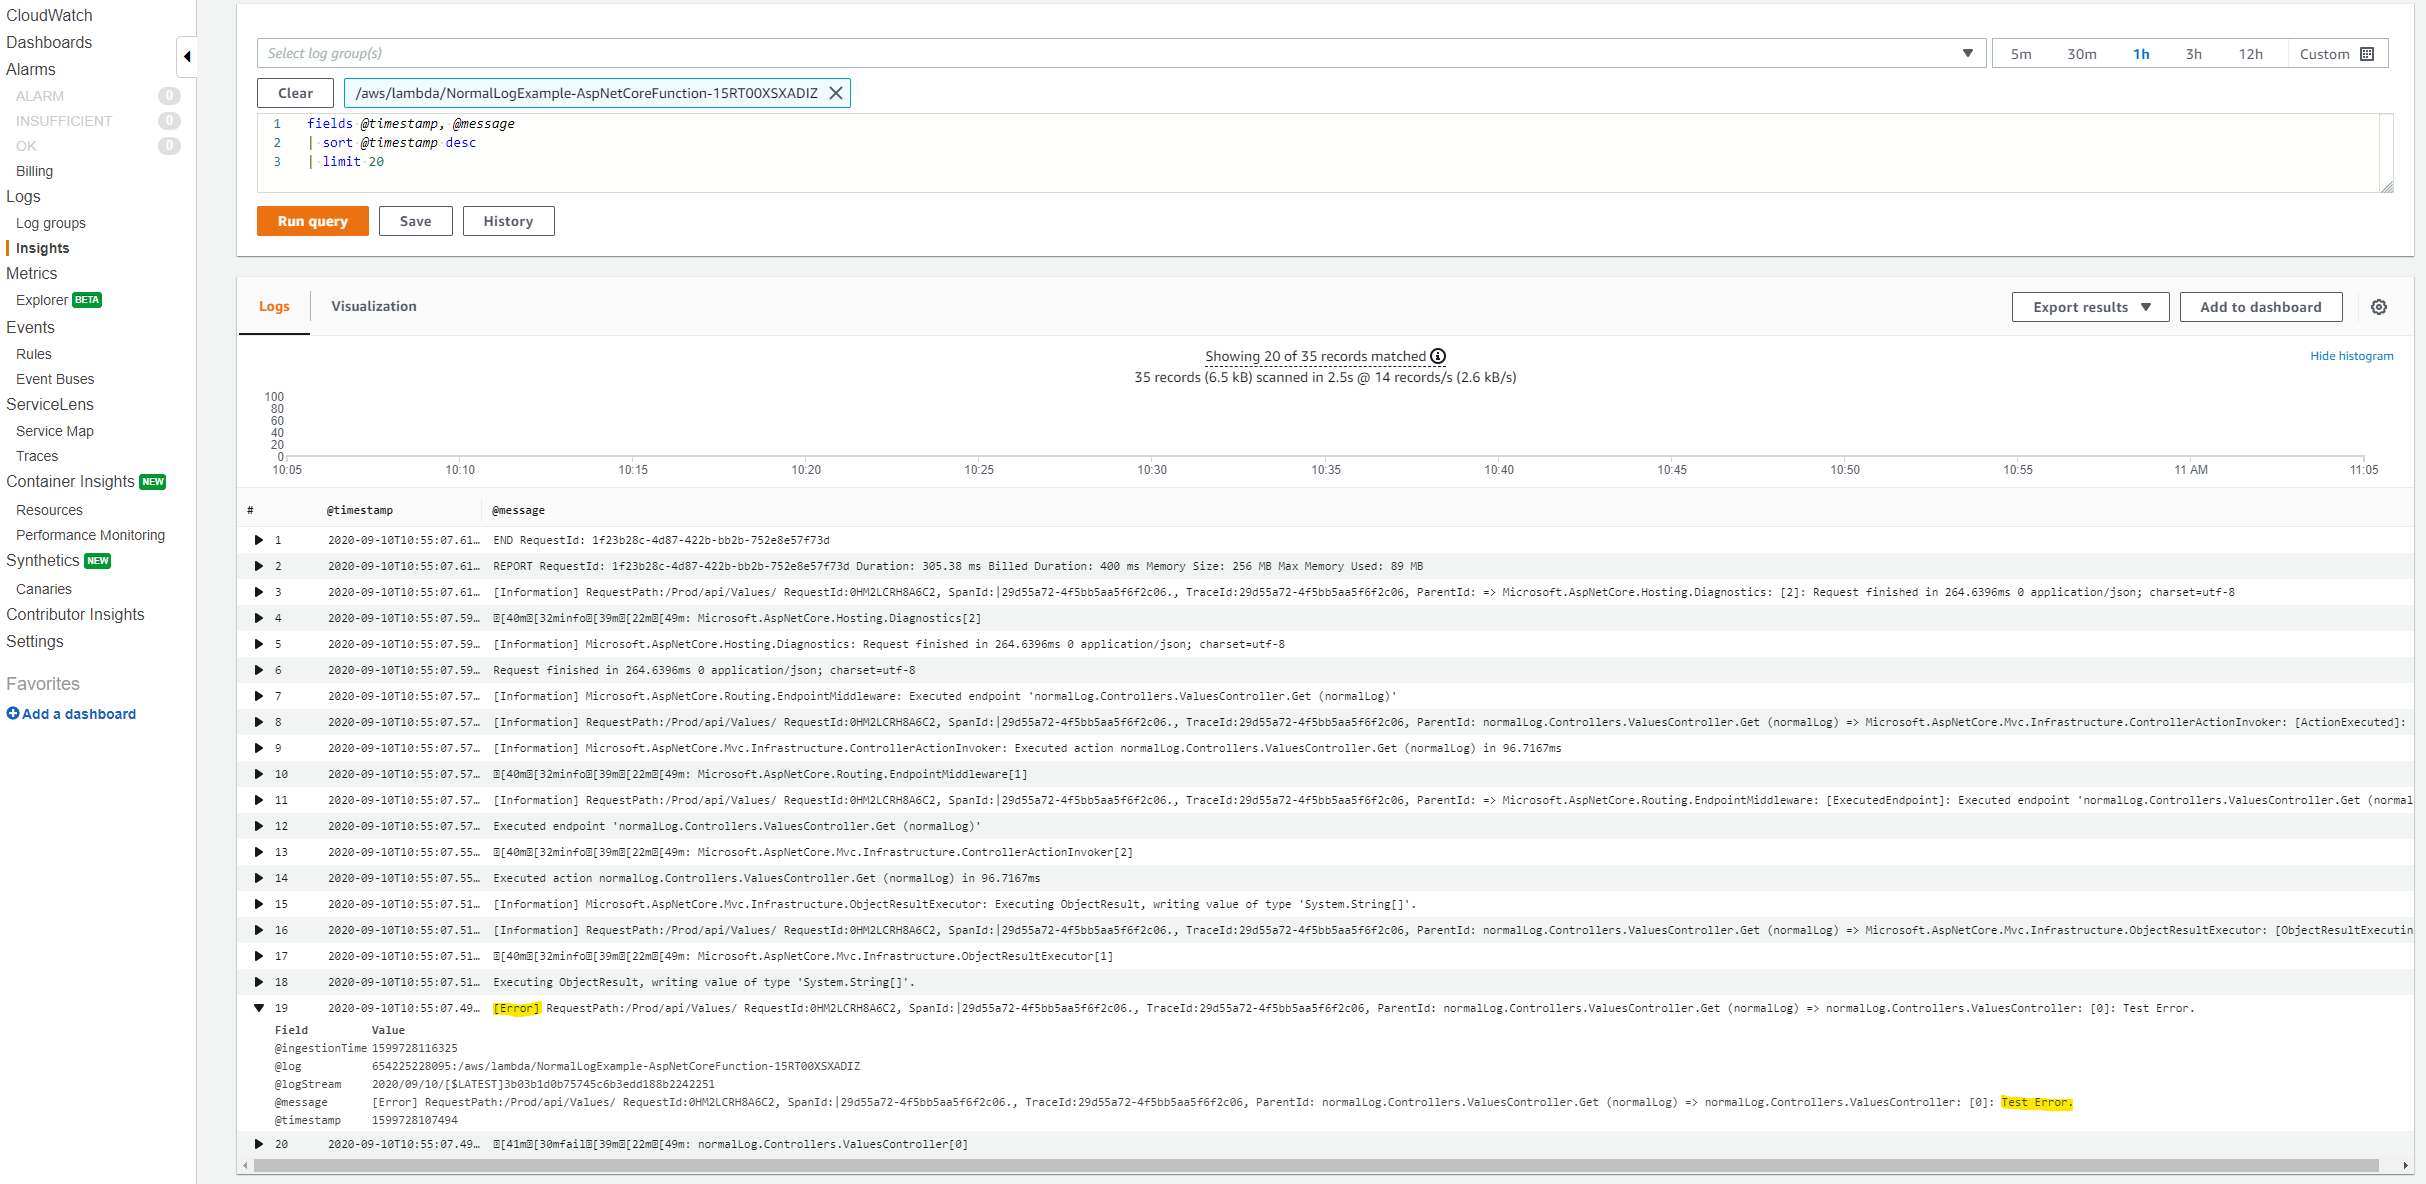 CloudWatch
Dashboards
Alarms
ALARM 0
INSUFFICIENT 0
OK 0
Billing
Logs
Log groups
Insights
Metrics
Explorer BETA
Events
Rules
Event Buses
ServiceLens
Service Map
Traces
Container Insights NEW
Resources
Performance Monitoring
Synthetics NEW
Canaries
Contributor Insights
Settings
Favorites
Add a dashboard
Select log group(s)
5m 30m 1h 3h 12h Custom
Clear /aws/lambda/NormalLogExample-AspNetCoreFunction-15RT00XSXADIZ
1 fields @timestamp, @message
2 | sort @timestamp desc
3 | limit 20
Run query Save History
Logs Visualization Export results Add to dashboard
Showing 20 of 35 records matched
Hide histogram
35 records (6.5 kB) scanned in 2.5s @ 14 records/s (2.6 kB/s)
100
80
60
40
20
0
10:05 10:10 10:15 10:20 10:25 10:30 10:35 10:40 10:45 10:50 10:55 11 AM 11:05
# @timestamp @message
1 2020-09-10T10:55:07.61… END RequestId: 1f23b28c-4d87-422b-bb2b-752e8e57f73d
2 2020-09-10T10:55:07.61… REPORT RequestId: 1f23b28c-4d87-422b-bb2b-752e8e57f73d Duration: 305.38 ms Billed Duration: 400 ms Memory Size: 256 MB Max Memory Used: 89 MB
3 2020-09-10T10:55:07.61… [Information] RequestPath:/Prod/api/Values/ RequestId:0HM2LCRH8A6C2, SpanId:|29d55a72-4f5bb5aa5f6f2c06., TraceId:29d55a72-4f5bb5aa5f6f2c06, ParentId: => Microsoft.AspNetCore.Hosting.Diagnostics: [2]: Request finished in 264.6396ms 0 application/json; charset=utf-8
4 2020-09-10T10:55:07.59… [40m[32minfo[39m[22m[49m: Microsoft.AspNetCore.Hosting.Diagnostics[2]
5 2020-09-10T10:55:07.59… [Information] Microsoft.AspNetCore.Hosting.Diagnostics: Request finished in 264.6396ms 0 application/json; charset=utf-8
6 2020-09-10T10:55:07.59… Request finished in 264.6396ms 0 application/json; charset=utf-8
7 2020-09-10T10:55:07.57… [Information] Microsoft.AspNetCore.Routing.EndpointMiddleware: Executed endpoint 'normalLog.Controllers.ValuesController.Get (normalLog)'
8 2020-09-10T10:55:07.57… [Information] RequestPath:/Prod/api/Values/ RequestId:0HM2LCRH8A6C2, SpanId:|29d55a72-4f5bb5aa5f6f2c06., TraceId:29d55a72-4f5bb5aa5f6f2c06, ParentId: normalLog.Controllers.ValuesController.Get (normalLog) => Microsoft.AspNetCore.Mvc.Infrastructure.ControllerActionInvoker: [ActionExecuted]:
9 2020-09-10T10:55:07.57… [Information] Microsoft.AspNetCore.Mvc.Infrastructure.ControllerActionInvoker: Executed action normalLog.Controllers.ValuesController.Get (normalLog) in 96.7167ms
10 2020-09-10T10:55:07.57… [40m[32minfo[39m[22m[49m: Microsoft.AspNetCore.Routing.EndpointMiddleware[1]
11 2020-09-10T10:55:07.57… [Information] RequestPath:/Prod/api/Values/ RequestId:0HM2LCRH8A6C2, SpanId:|29d55a72-4f5bb5aa5f6f2c06., TraceId:29d55a72-4f5bb5aa5f6f2c06, ParentId: => Microsoft.AspNetCore.Routing.EndpointMiddleware: [ExecutedEndpoint]: Executed endpoint 'normalLog.Controllers.ValuesController.Get (normal
12 2020-09-10T10:55:07.57… Executed endpoint 'normalLog.Controllers.ValuesController.Get (normalLog)'
13 2020-09-10T10:55:07.55… [40m[32minfo[39m[22m[49m: Microsoft.AspNetCore.Mvc.Infrastructure.ControllerActionInvoker[2]
14 2020-09-10T10:55:07.55… Executed action normalLog.Controllers.ValuesController.Get (normalLog) in 96.7167ms
15 2020-09-10T10:55:07.51… [Information] Microsoft.AspNetCore.Mvc.Infrastructure.ObjectResultExecutor: Executing ObjectResult, writing value of type 'System.String[]'.
16 2020-09-10T10:55:07.51… [Information] RequestPath:/Prod/api/Values/ RequestId:0HM2LCRH8A6C2, SpanId:|29d55a72-4f5bb5aa5f6f2c06., TraceId:29d55a72-4f5bb5aa5f6f2c06, ParentId: normalLog.Controllers.ValuesController.Get (normalLog) => Microsoft.AspNetCore.Mvc.Infrastructure.ObjectResultExecutor: [ObjectResultExecutin
17 2020-09-10T10:55:07.51… [40m[32minfo[39m[22m[49m: Microsoft.AspNetCore.Mvc.Infrastructure.ObjectResultExecutor[1]
18 2020-09-10T10:55:07.51… Executing ObjectResult, writing value of type 'System.String[]'.
19 2020-09-10T10:55:07.49… [Error] RequestPath:/Prod/api/Values/ RequestId:0HM2LCRH8A6C2, SpanId:|29d55a72-4f5bb5aa5f6f2c06., TraceId:29d55a72-4f5bb5aa5f6f2c06, ParentId: normalLog.Controllers.ValuesController.Get (normalLog) => normalLog.Controllers.ValuesController: [0]: Test Error.
Field Value
@ingestionTime 1599728116325
@log 654225228095:/aws/lambda/NormalLogExample-AspNetCoreFunction-15RT00XSXADIZ
@logStream 2020/09/10/[$LATEST]3b03b1d0b75745c6b3edd188b2242251
@message [Error] RequestPath:/Prod/api/Values/ RequestId:0HM2LCRH8A6C2, SpanId:|29d55a72-4f5bb5aa5f6f2c06., TraceId:29d55a72-4f5bb5aa5f6f2c06, ParentId: normalLog.Controllers.ValuesController.Get (normalLog) => normalLog.Controllers.ValuesController: [0]: Test Error.
@timestamp 1599728107494
20 2020-09-10T10:55:07.49… [41m[30mfail[39m[22m[49m: normalLog.Controllers.ValuesController[0]